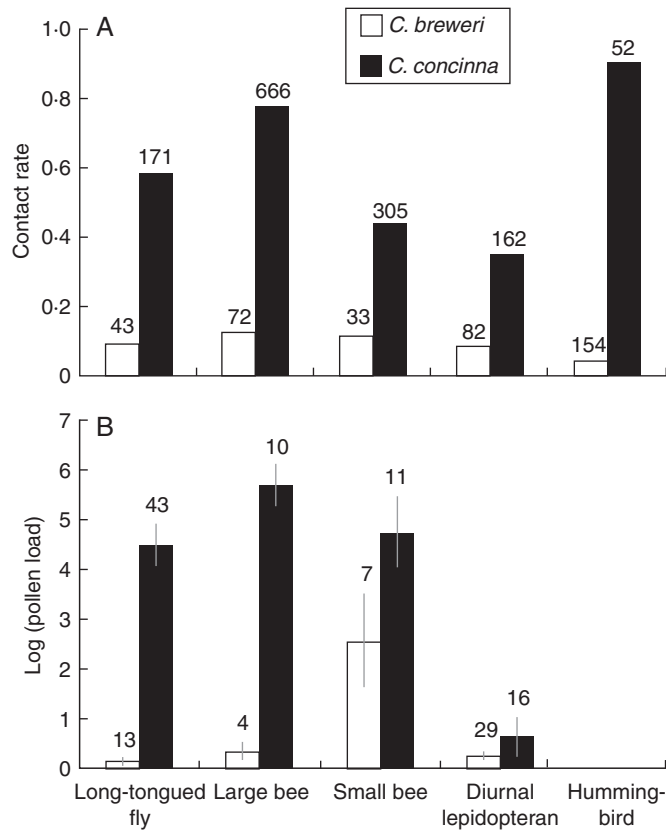 A
C. breweri
C. concinna
Contact rate
1·0
0·8
0·6
0·4
0·2
0
43
171
72
666
33
305
82
162
154
52
B
Log (pollen load)
7
6
5
4
3
2
1
0
13
43
4
10
7
11
29
16
Long-tongued fly
Large bee
Small bee
Diurnal lepidopteran
Humming-bird